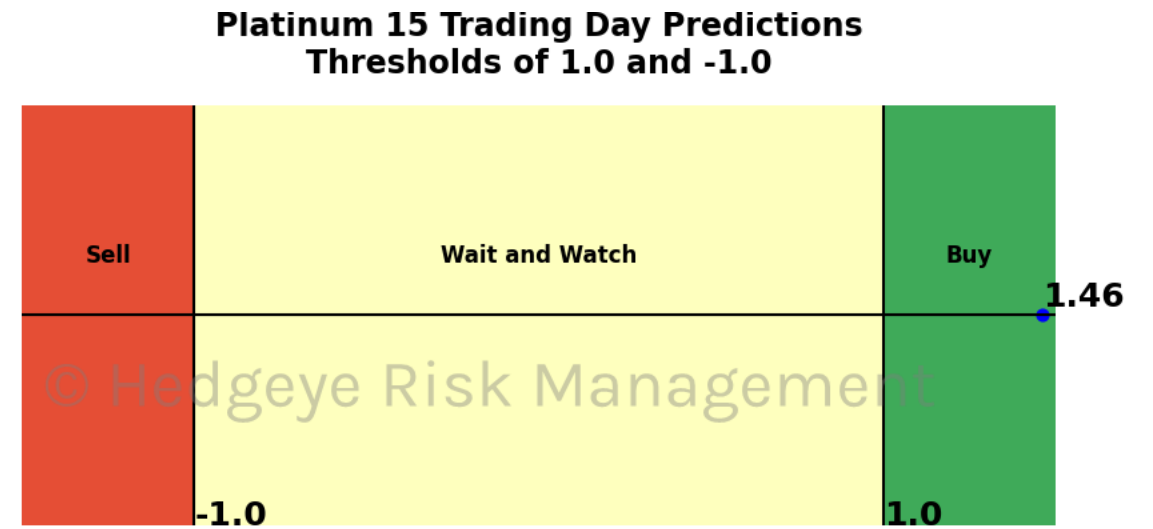 Platinum 15 Trading Day Predictions
Thresholds of 1.0 and -1.0
Sell
Wait and Watch
Buy
1.46
© Hedgeye Risk Management
-1.0
1.0